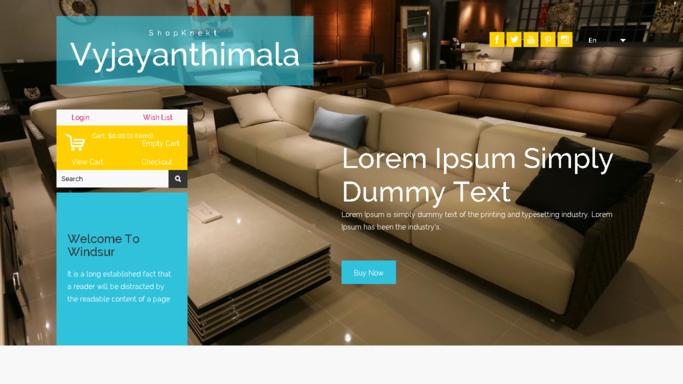 ShopKnekt
Vyjayanthimala
En
Login
Wish List
Cart: $0.00 (0 items)
Empty Cart
View Cart
Checkout
Search
Lorem Ipsum Simply
Dummy Text
Lorem Ipsum is simply dummy text of the printing and typesetting industry. Lorem
Ipsum has been the industry's.
Buy Now
Welcome To
Windsur
It is a long established fact that
a reader will be distracted by
the readable content of a page